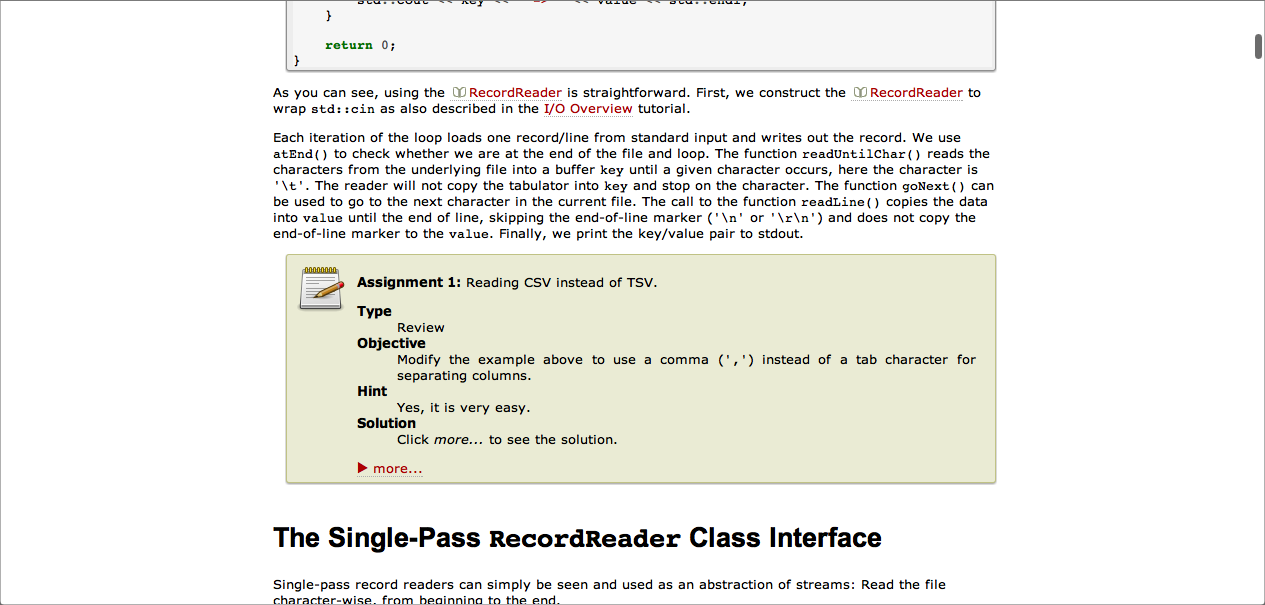 std::cout << key << " => " << value << std::endl;
}
return 0;
}
As you can see, using the RecordReader is straightforward. First, we construct the RecordReader to
wrap std::cin as also described in the I/O Overview tutorial.
Each iteration of the loop loads one record/line from standard input and writes out the record. We use
atEnd() to check whether we are at the end of the file and loop. The function readUntilChar() reads the
characters from the underlying file into a buffer key until a given character occurs, here the character is
'\t'. The reader will not copy the tabulator into key and stop on the character. The function goNext() can
be used to go to the next character in the current file. The call to the function readLine() copies the data
into value until the end of line, skipping the end-of-line marker ('\n' or '\r\n') and does not copy the
end-of-line marker to the value. Finally, we print the key/value pair to stdout.
Assignment 1: Reading CSV instead of TSV.
Type
Review
Objective
Modify the example above to use a comma (',') instead of a tab character for
separating columns.
Hint
Yes, it is very easy.
Solution
Click more... to see the solution.
more...
The Single-Pass RecordReader Class Interface
Single-pass record readers can simply be seen and used as an abstraction of streams: Read the file
character-wise, from beginning to the end.